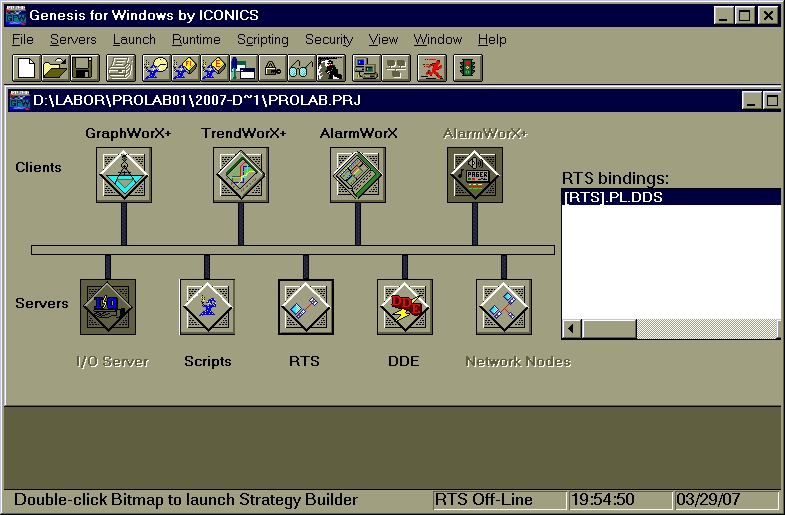 Genesis for Windows by ICONICS
File Servers Launch Runtime Scripting Security View Window Help
D:\LABOR\PROLAB01\2007-D~1\PROLAB.PRJ
GraphWorX+ TrendWorX+ AlarmWorX AlarmWorX+
Clients
PAGER
RTS bindings:
[RTS].PL.DDS
Servers
I/O
DDE
I/O Server Scripts RTS DDE Network Nodes
Double-click Bitmap to launch Strategy Builder RTS Off-Line 19:54:50 03/29/07